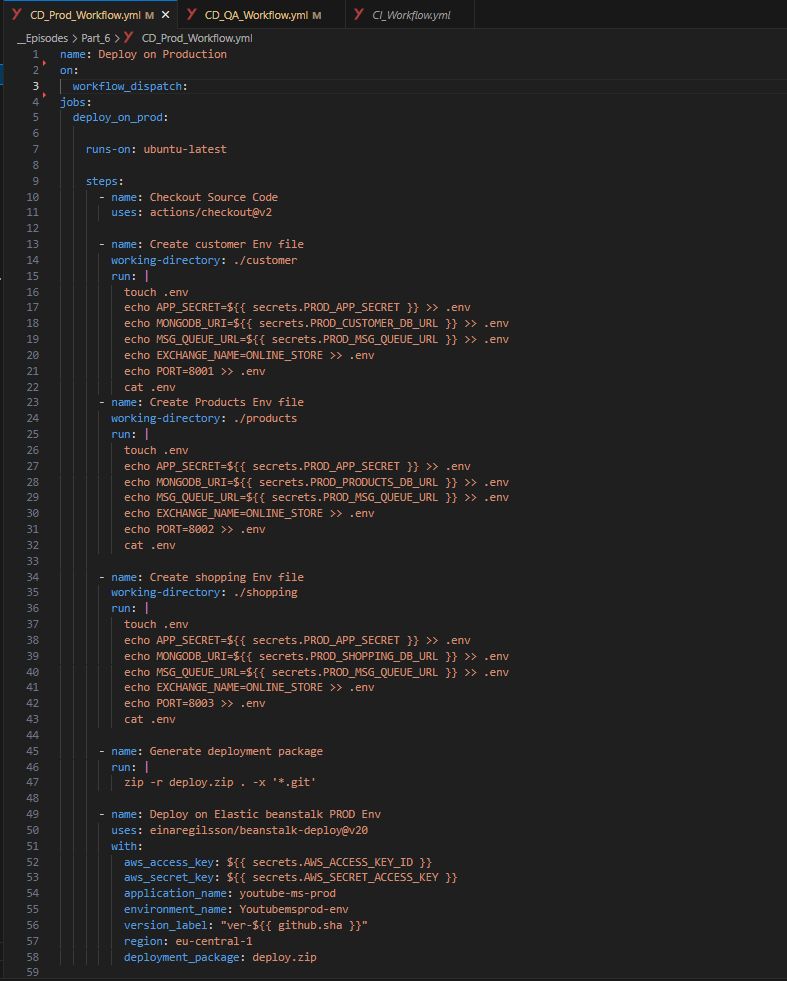 CD_Prod_Workflow.yml M CD_QA_Workflow.yml M CI_Workflow.yml
__Episodes > Part_6 > CD_Prod_Workflow.yml
1 name: Deploy on Production
2 on:
3 workflow_dispatch:
4 jobs:
5 deploy_on_prod:
6
7 runs-on: ubuntu-latest
8
9 steps:
10 - name: Checkout Source Code
11 uses: actions/checkout@v2
12
13 - name: Create customer Env file
14 working-directory: ./customer
15 run: |
16 touch .env
17 echo APP_SECRET=${{ secrets.PROD_APP_SECRET }} >> .env
18 echo MONGODB_URI=${{ secrets.PROD_CUSTOMER_DB_URL }} >> .env
19 echo MSG_QUEUE_URL=${{ secrets.PROD_MSG_QUEUE_URL }} >> .env
20 echo EXCHANGE_NAME=ONLINE_STORE >> .env
21 echo PORT=8001 >> .env
22 cat .env
23 - name: Create Products Env file
24 working-directory: ./products
25 run: |
26 touch .env
27 echo APP_SECRET=${{ secrets.PROD_APP_SECRET }} >> .env
28 echo MONGODB_URI=${{ secrets.PROD_PRODUCTS_DB_URL }} >> .env
29 echo MSG_QUEUE_URL=${{ secrets.PROD_MSG_QUEUE_URL }} >> .env
30 echo EXCHANGE_NAME=ONLINE_STORE >> .env
31 echo PORT=8002 >> .env
32 cat .env
33
34 - name: Create shopping Env file
35 working-directory: ./shopping
36 run: |
37 touch .env
38 echo APP_SECRET=${{ secrets.PROD_APP_SECRET }} >> .env
39 echo MONGODB_URI=${{ secrets.PROD_SHOPPING_DB_URL }} >> .env
40 echo MSG_QUEUE_URL=${{ secrets.PROD_MSG_QUEUE_URL }} >> .env
41 echo EXCHANGE_NAME=ONLINE_STORE >> .env
42 echo PORT=8003 >> .env
43 cat .env
44
45 - name: Generate deployment package
46 run: |
47 zip -r deploy.zip . -x '*.git'
48
49 - name: Deploy on Elastic beanstalk PROD Env
50 uses: einaregilsson/beanstalk-deploy@v20
51 with:
52 aws_access_key: ${{ secrets.AWS_ACCESS_KEY_ID }}
53 aws_secret_key: ${{ secrets.AWS_SECRET_ACCESS_KEY }}
54 application_name: youtube-ms-prod
55 environment_name: Youtubemsprod-env
56 version_label: "ver-${{ github.sha }}"
57 region: eu-central-1
58 deployment_package: deploy.zip
59